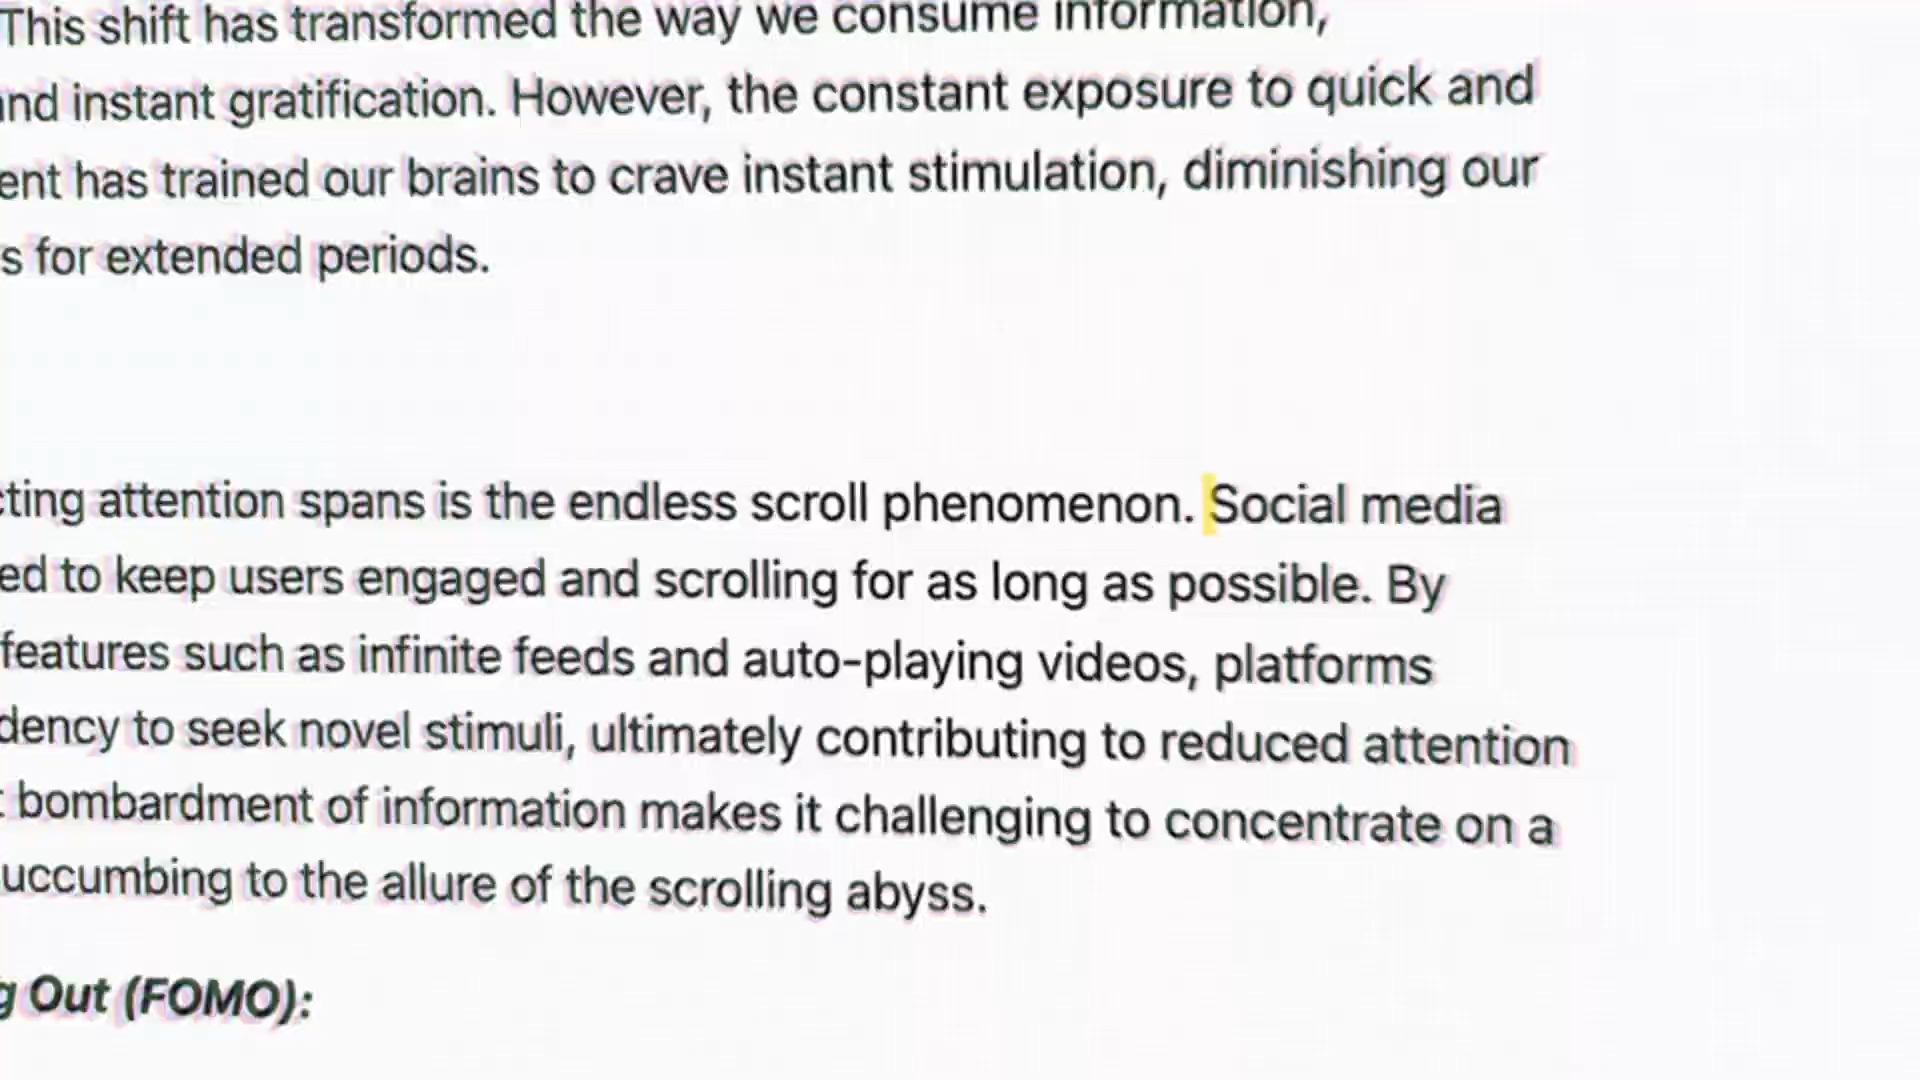 This shift has transformed the way we consume information,
and instant gratification. However, the constant exposure to quick and
ent has trained our brains to crave instant stimulation, diminishing our
s for extended periods.
cting attention spans is the endless scroll phenomenon. Social media
ed to keep users engaged and scrolling for as long as possible. By
features such as infinite feeds and auto-playing videos, platforms
dency to seek novel stimuli, ultimately contributing to reduced attention
bombardment of information makes it challenging to concentrate on a
uccumbing to the allure of the scrolling abyss.
g Out (FOMO):